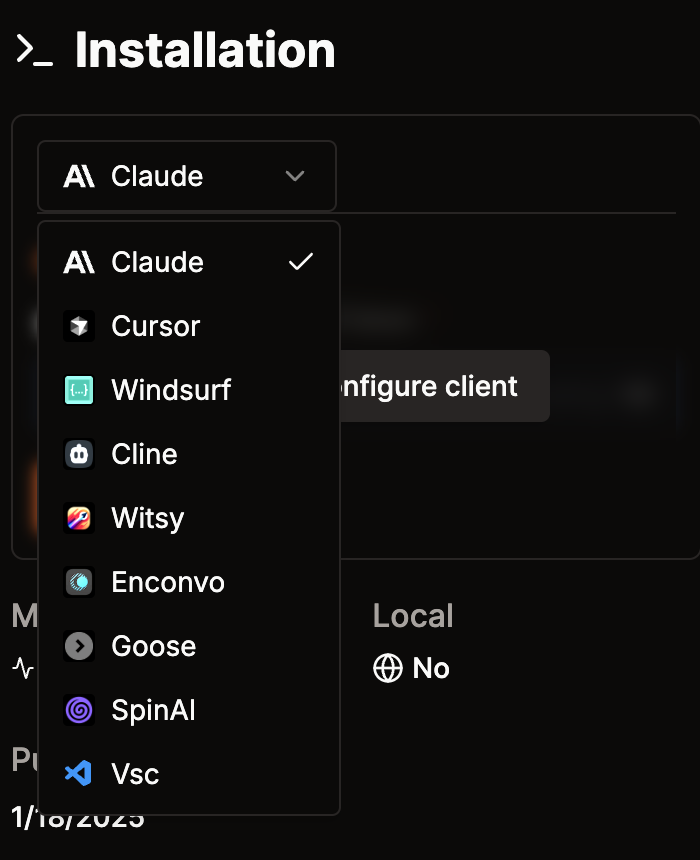 Installation
Claude
Claude
Cursor
Windsurf
nfigure client
Cline
Witsy
Enconvo
M
Local
Goose
No
SpinAI
Pu
Vsc
1/18/2025